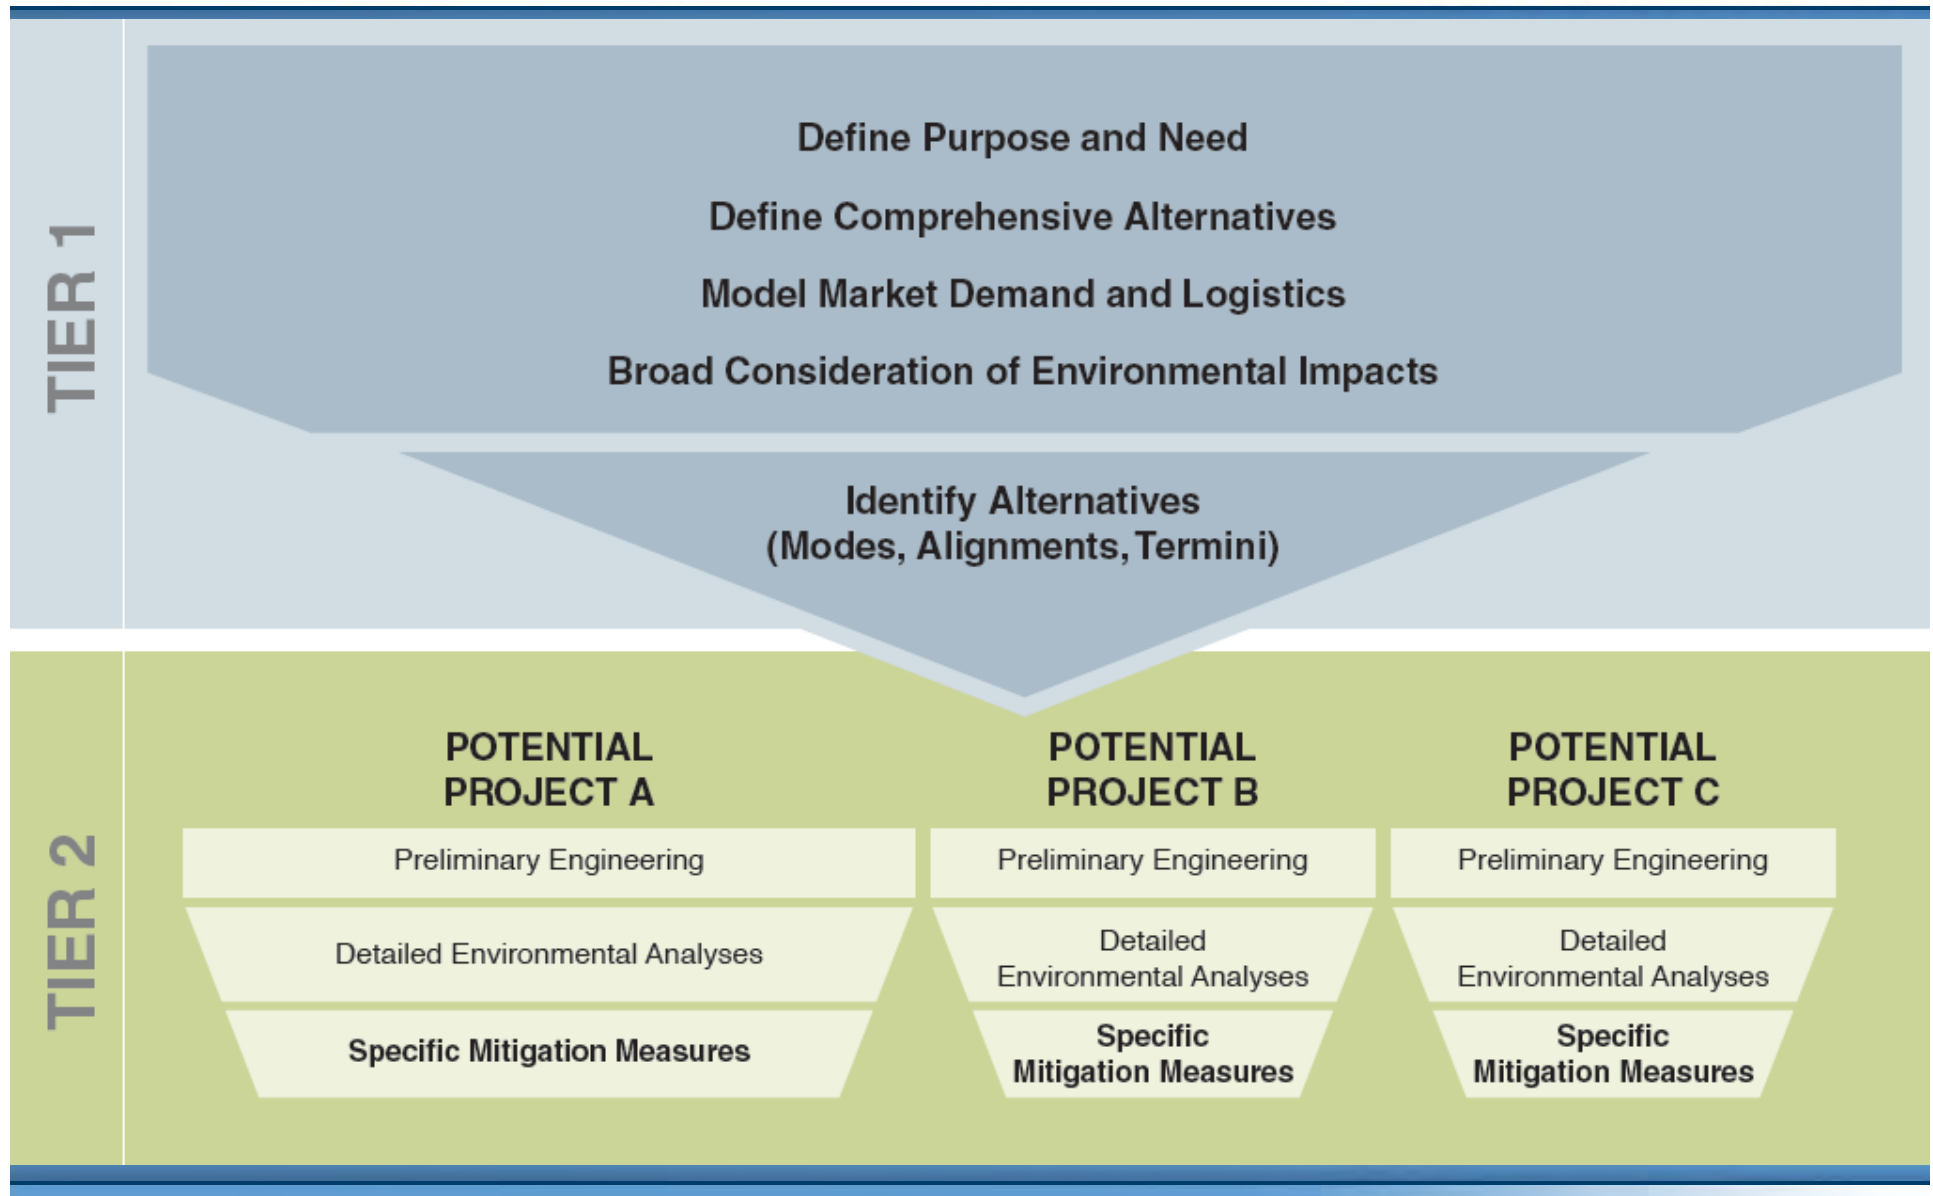 TIER 1
Define Purpose and Need
Define Comprehensive Alternatives
Model Market Demand and Logistics
Broad Consideration of Environmental Impacts
Identify Alternatives
(Modes, Alignments, Termini)
TIER 2
POTENTIAL
PROJECT A
Preliminary Engineering
Detailed Environmental Analyses
Specific Mitigation Measures
POTENTIAL
PROJECT B
Preliminary Engineering
Detailed
Environmental Analyses
Specific
Mitigation Measures
POTENTIAL
PROJECT C
Preliminary Engineering
Detailed
Environmental Analyses
Specific
Mitigation Measures